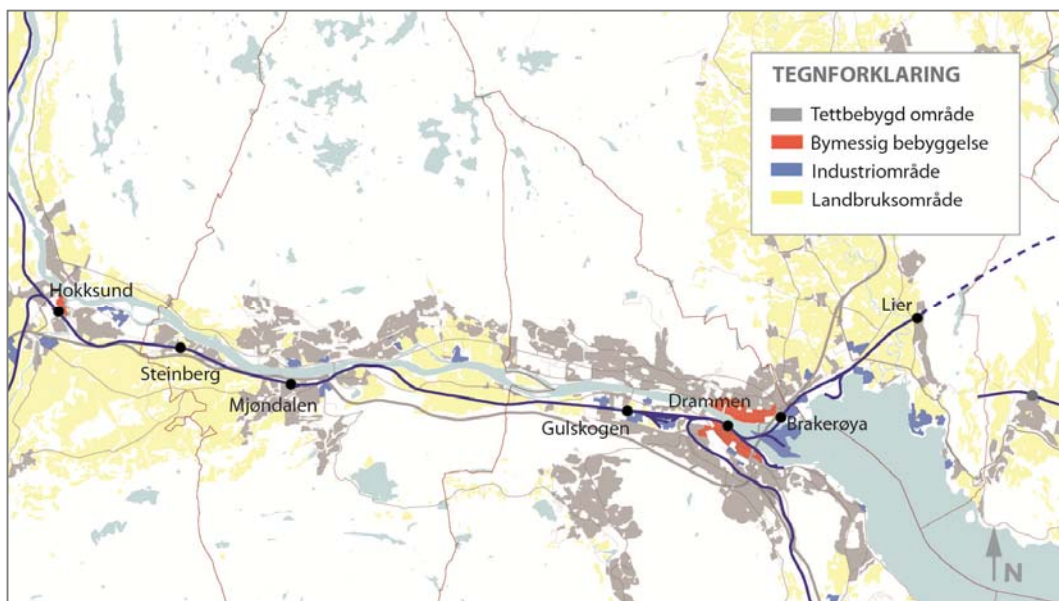 TEGNFORKLARING
Tettbebygd område
Bymessig bebyggelse
Industriområde
Landbruksområde
Hokksund
Lier
Steinberg
Mjøndalen
Drammen
Gulskogen
Brakerøya
N